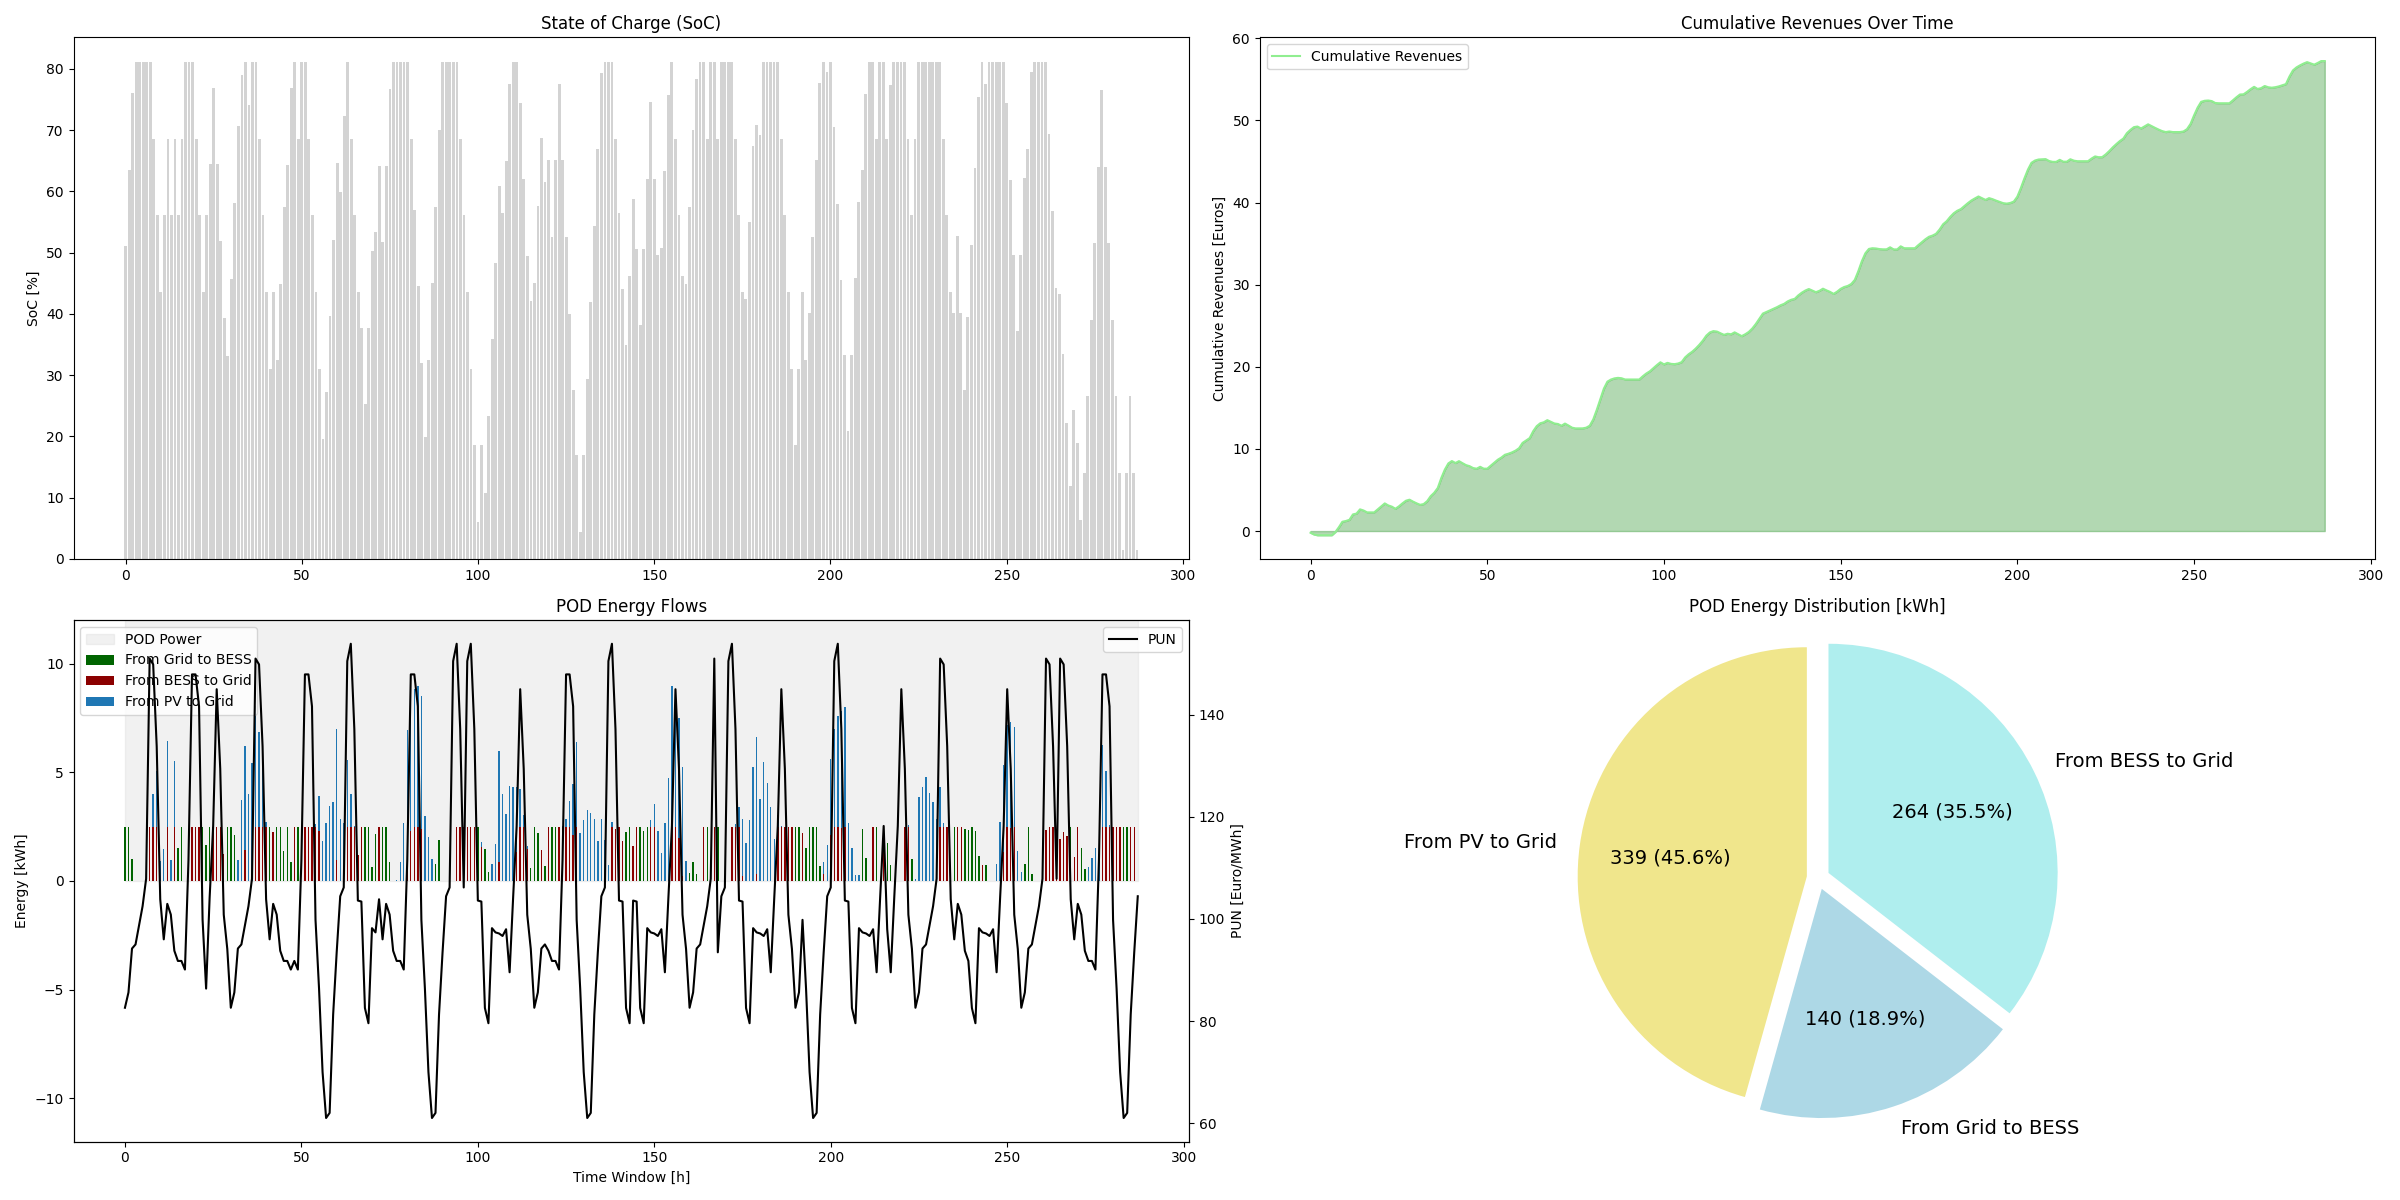 State of Charge (SoC)
SoC [%]
80
70
60
50
40
30
20
10
0
0 50 100 150 200 250 300
Cumulative Revenues Over Time
Cumulative Revenues
Cumulative Revenues [Euros]
60
50
40
30
20
10
0
0 50 100 150 200 250 300
POD Energy Flows
POD Power
From Grid to BESS
From BESS to Grid
From PV to Grid
PUN
Energy [kWh]
10
5
0
−5
−10
140
120
100
80
60
PUN [Euro/MWh]
0 50 100 150 200 250 300
Time Window [h]
POD Energy Distribution [kWh]
From BESS to Grid
264 (35.5%)
From PV to Grid
339 (45.6%)
140 (18.9%)
From Grid to BESS